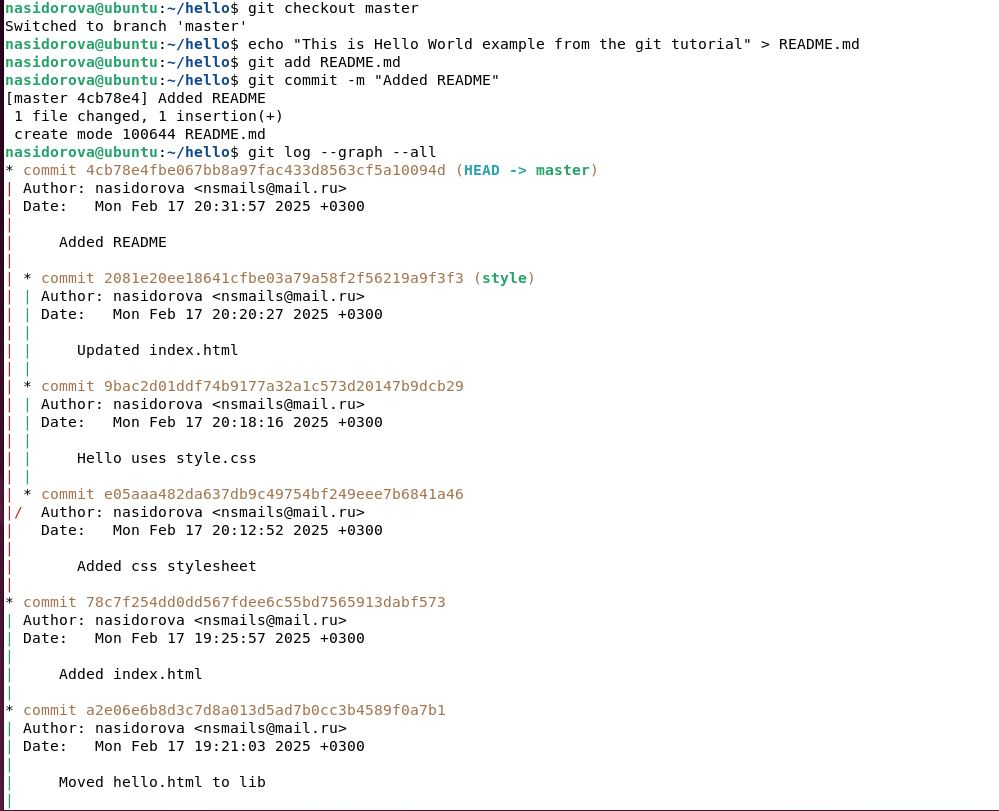 nasidorova@ubuntu:~/hello$ git checkout master
Switched to branch 'master'
nasidorova@ubuntu:~/hello$ echo "This is Hello World example from the git tutorial" > README.md
nasidorova@ubuntu:~/hello$ git add README.md
nasidorova@ubuntu:~/hello$ git commit -m "Added README"
[master 4cb78e4] Added README
 1 file changed, 1 insertion(+)
 create mode 100644 README.md
nasidorova@ubuntu:~/hello$ git log --graph --all
* commit 4cb78e4fbe067bb8a97fac433d8563cf5a10094d (HEAD -> master)
| Author: nasidorova <nsmails@mail.ru>
| Date:   Mon Feb 17 20:31:57 2025 +0300
|
|     Added README
|
| * commit 2081e20ee18641cfbe03a79a58f2f56219a9f3f3 (style)
| | Author: nasidorova <nsmails@mail.ru>
| | Date:   Mon Feb 17 20:20:27 2025 +0300
| |
| |     Updated index.html
| |
| * commit 9bac2d01ddf74b9177a32a1c573d20147b9dcb29
| | Author: nasidorova <nsmails@mail.ru>
| | Date:   Mon Feb 17 20:18:16 2025 +0300
| |
| |     Hello uses style.css
| |
| * commit e05aaa482da637db9c49754bf249eee7b6841a46
|/  Author: nasidorova <nsmails@mail.ru>
|   Date:   Mon Feb 17 20:12:52 2025 +0300
|
|       Added css stylesheet
|
* commit 78c7f254dd0dd567fdee6c55bd7565913dabf573
| Author: nasidorova <nsmails@mail.ru>
| Date:   Mon Feb 17 19:25:57 2025 +0300
|
|     Added index.html
|
* commit a2e06e6b8d3c7d8a013d5ad7b0cc3b4589f0a7b1
| Author: nasidorova <nsmails@mail.ru>
| Date:   Mon Feb 17 19:21:03 2025 +0300
|
|     Moved hello.html to lib
|